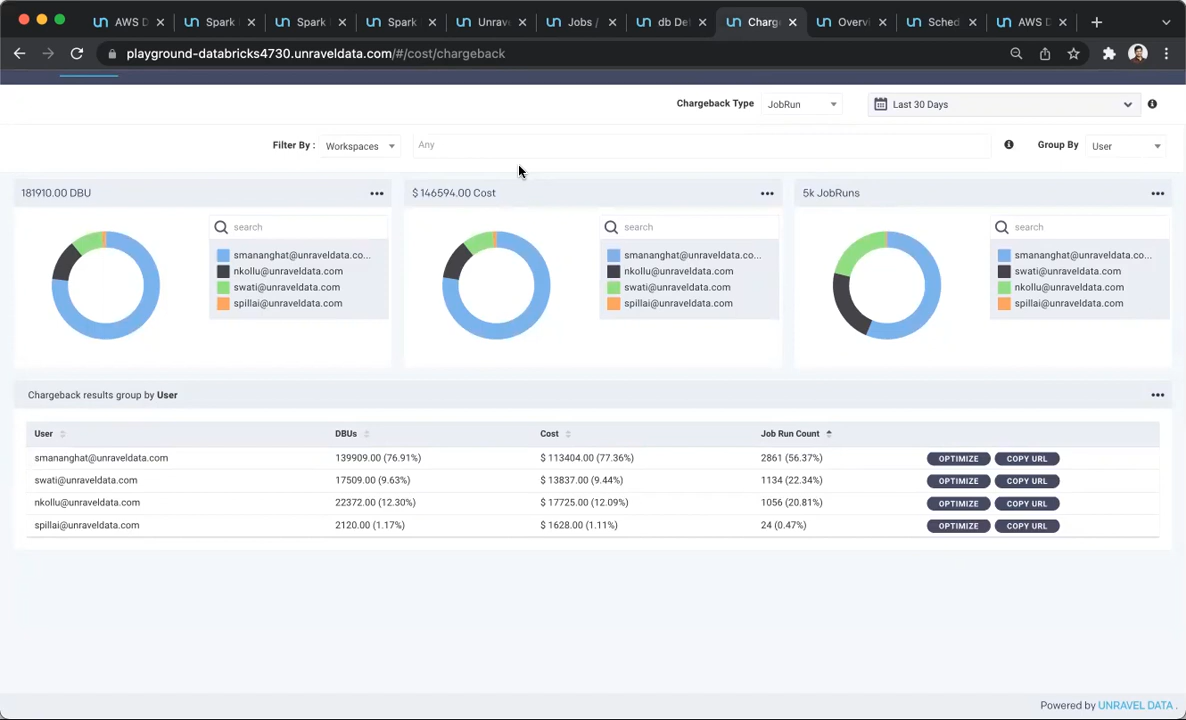 AWS D
Spark
Spark
Spark
Unrav
Jobs /
db De
Charg
Overv
Sched
AWS D
playground-databricks4730.unraveldata.com/#/cost/chargeback
Chargeback Type JobRun Last 30 Days
Filter By : Workspaces Any Group By User
181910.00 DBU
search
smananghat@unraveldata.co...
nkollu@unraveldata.com
swati@unraveldata.com
spillai@unraveldata.com
$ 146594.00 Cost
search
smananghat@unraveldata.co...
nkollu@unraveldata.com
swati@unraveldata.com
spillai@unraveldata.com
5k JobRuns
search
smananghat@unraveldata.co...
swati@unraveldata.com
nkollu@unraveldata.com
spillai@unraveldata.com
Chargeback results group by User
User DBUs Cost Job Run Count
smananghat@unraveldata.com 139909.00 (76.91%) $ 113404.00 (77.36%) 2861 (56.37%) OPTIMIZE COPY URL
swati@unraveldata.com 17509.00 (9.63%) $ 13837.00 (9.44%) 1134 (22.34%) OPTIMIZE COPY URL
nkollu@unraveldata.com 22372.00 (12.30%) $ 17725.00 (12.09%) 1056 (20.81%) OPTIMIZE COPY URL
spillai@unraveldata.com 2120.00 (1.17%) $ 1628.00 (1.11%) 24 (0.47%) OPTIMIZE COPY URL
Powered by UNRAVEL DATA .